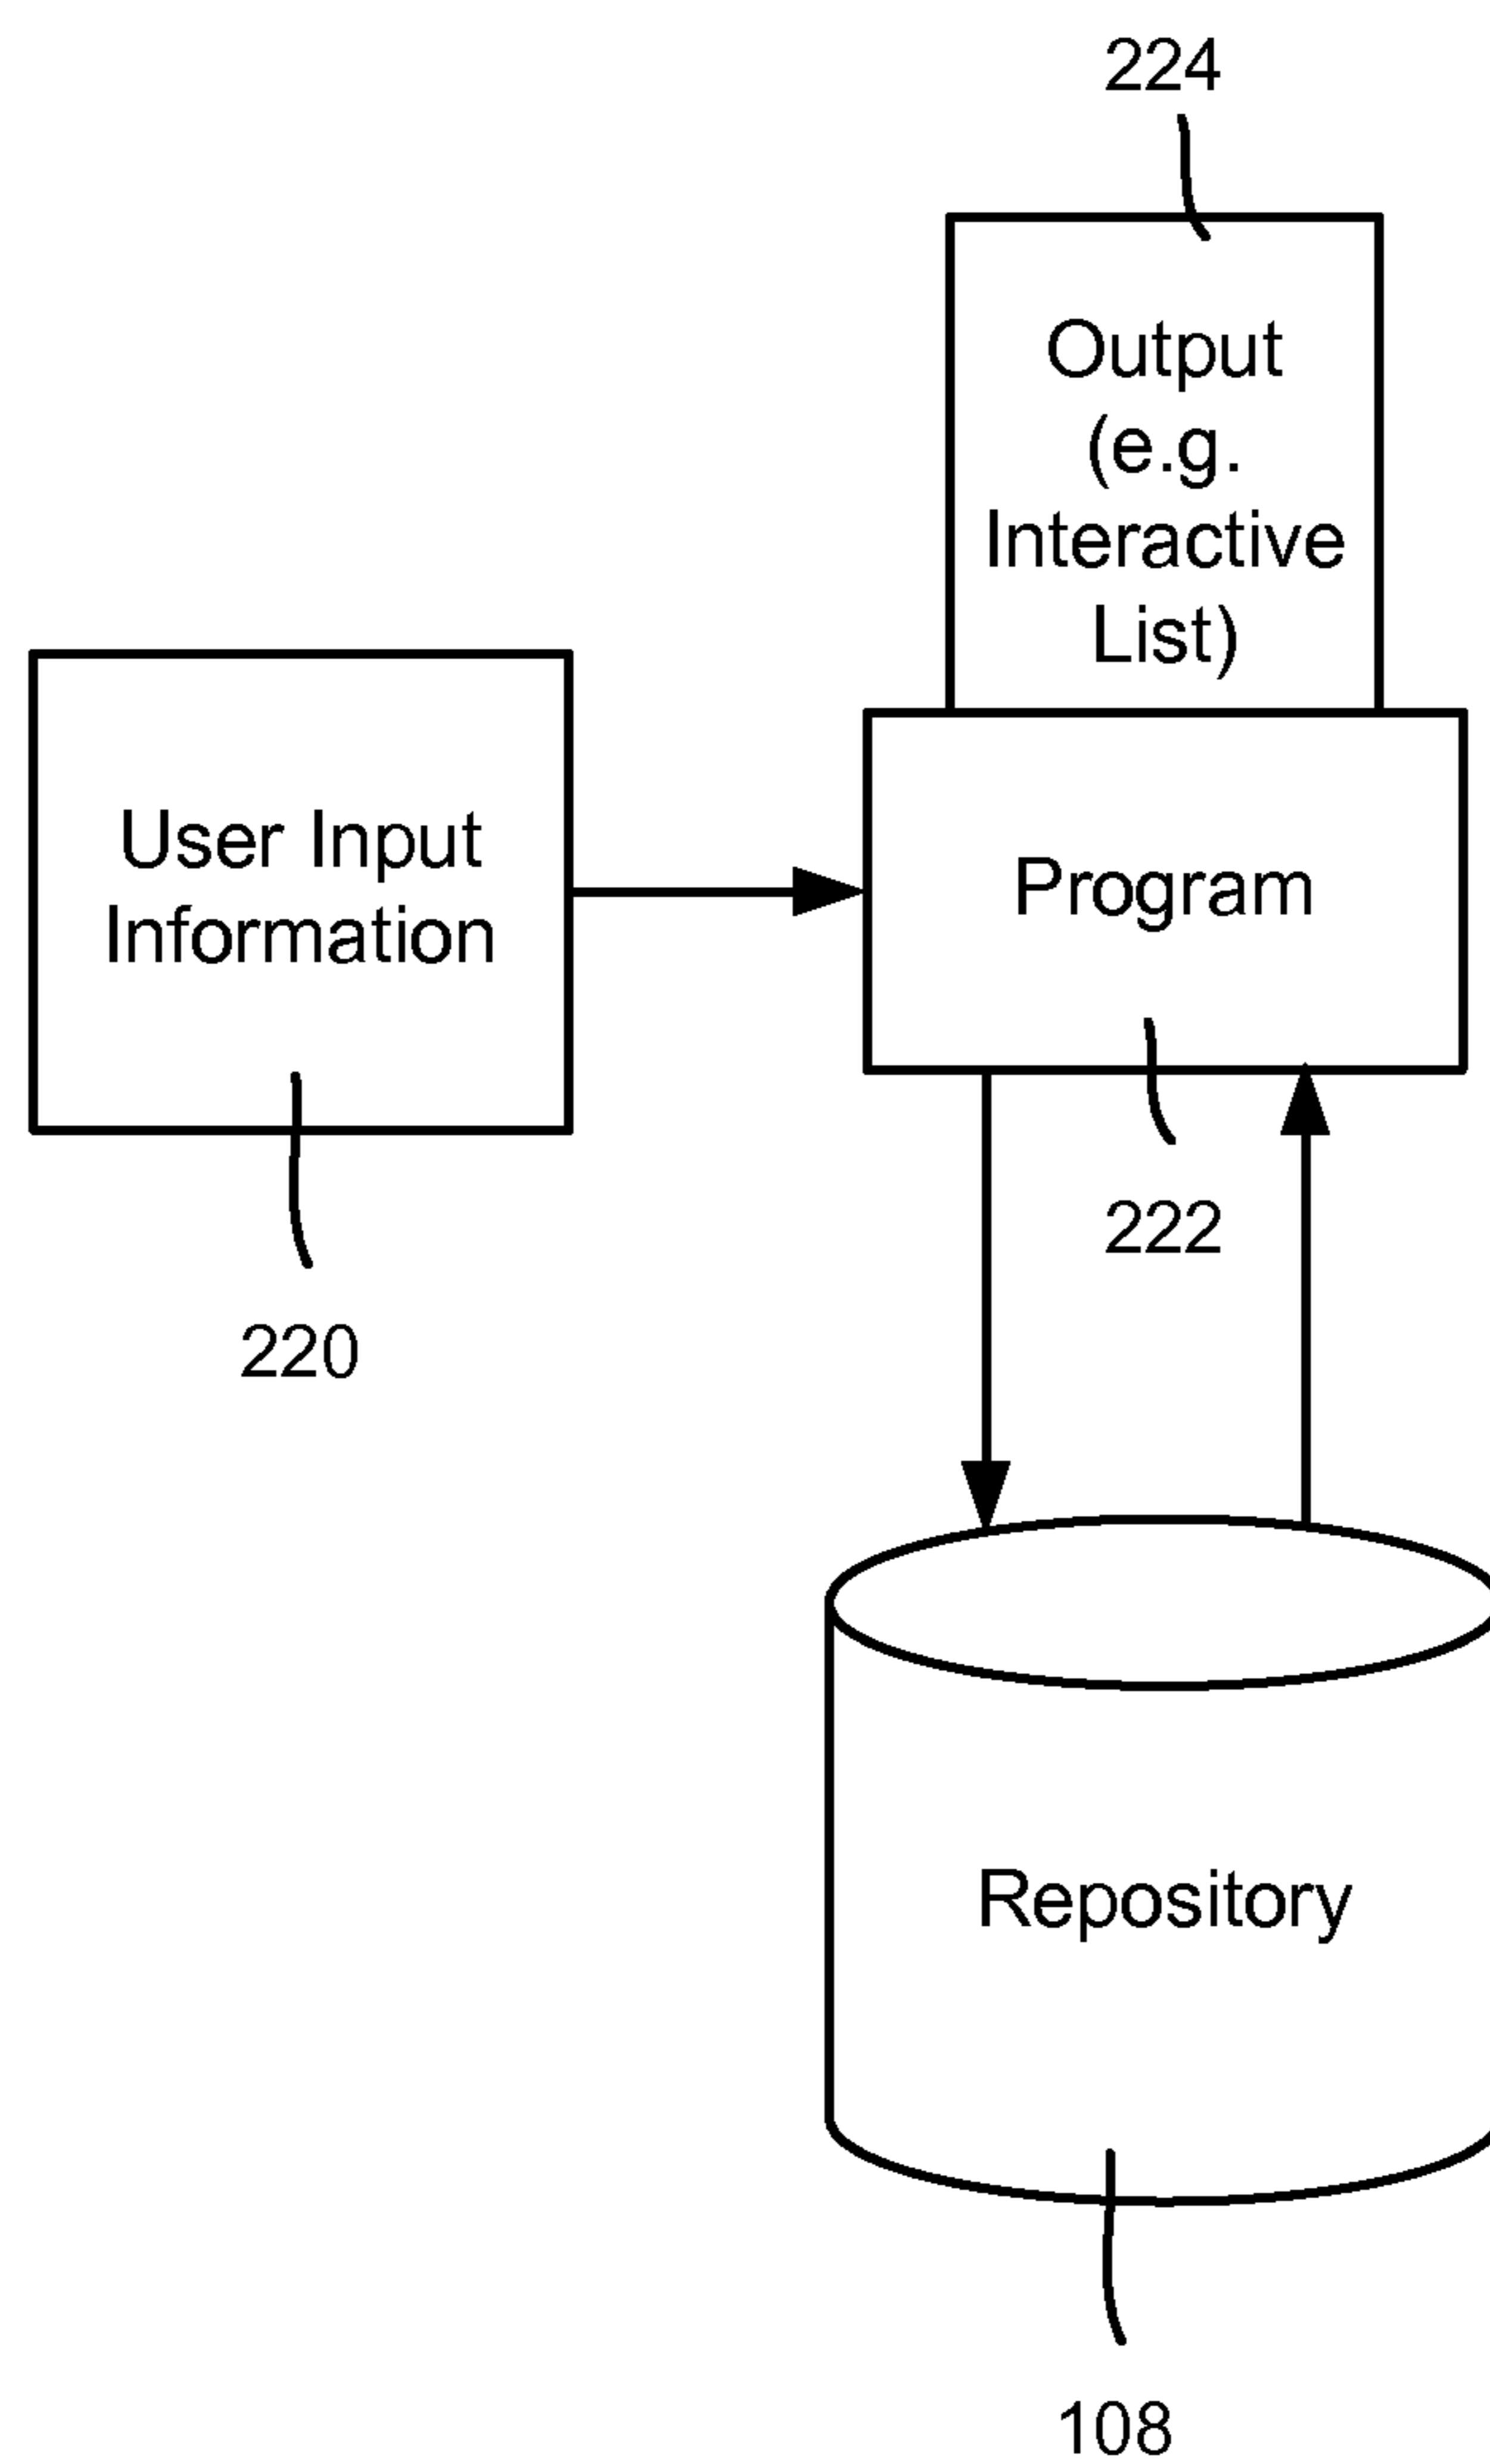 224
Output
(e.g.
Interactive
List)
User Input
Information
Program
222
220
Repository
108